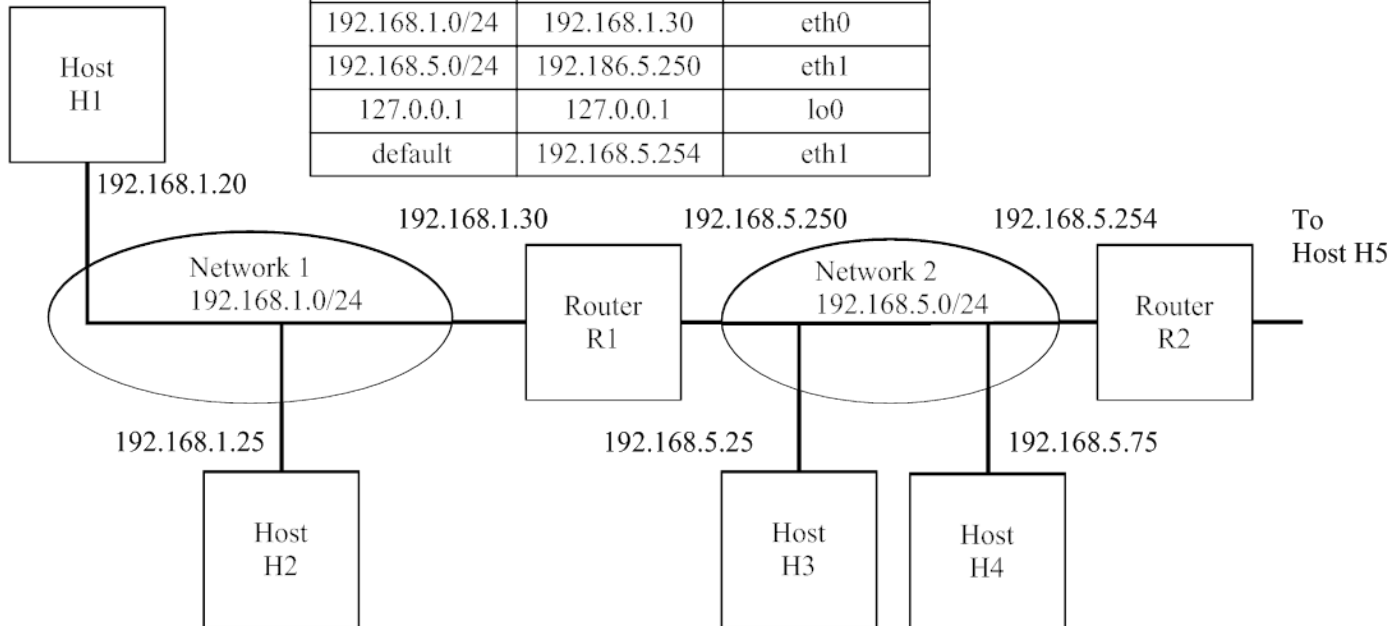 192.168.1.0/24 192.168.1.30 eth0
192.168.5.0/24 192.186.5.250 eth1
127.0.0.1 127.0.0.1 lo0
default 192.168.5.254 eth1
Host
H1
192.168.1.20
192.168.1.30
192.168.5.250
192.168.5.254
To
Host H5
Network 1
192.168.1.0/24
Router
R1
Network 2
192.168.5.0/24
Router
R2
192.168.1.25
192.168.5.25
192.168.5.75
Host
H2
Host
H3
Host
H4